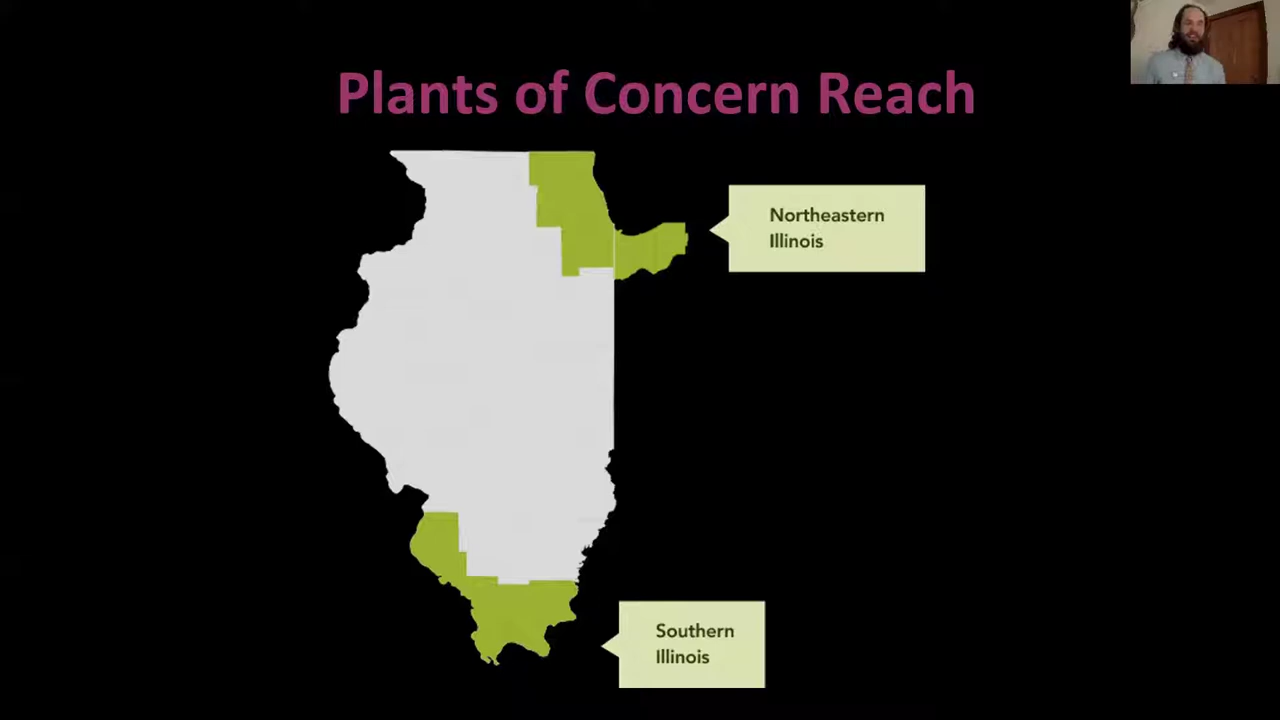 Plants of Concern Reach
Northeastern
Illinois
Southern
Illinois